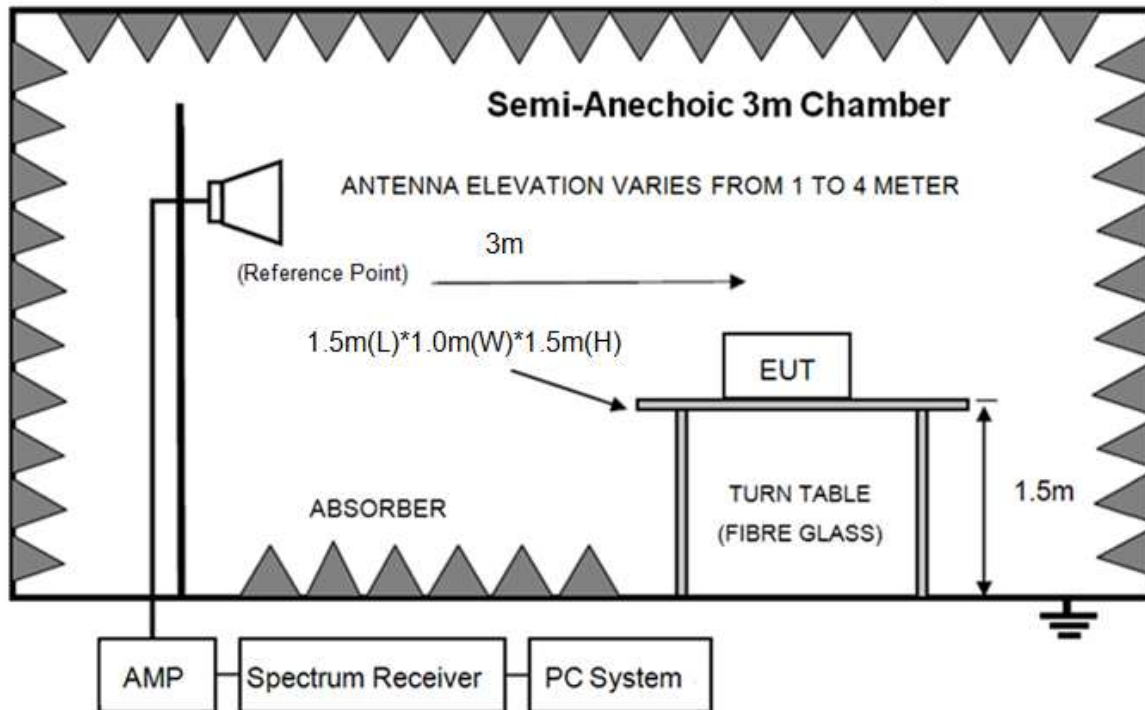 Semi-Anechoic 3m Chamber
ANTENNA ELEVATION VARIES FROM 1 TO 4 METER
3m
(Reference Point)
1.5m(L)*1.0m(W)*1.5m(H)
EUT
ABSORBER
TURN TABLE
(FIBRE GLASS)
1.5m
AMP
Spectrum Receiver
PC System